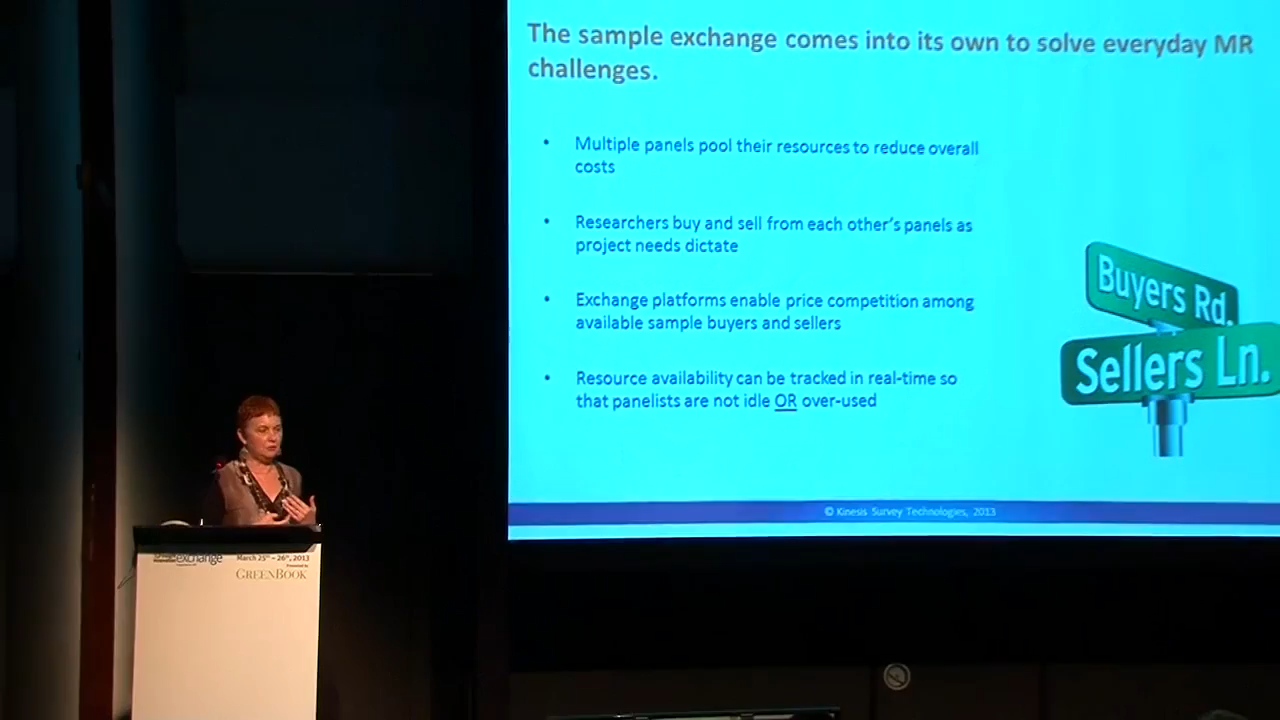 The sample exchange comes into its own to solve everyday MR
challenges.
• Multiple panels pool their resources to reduce overall
costs
• Researchers buy and sell from each other's panels as
project needs dictate
• Exchange platforms enable price competition among
available sample buyers and sellers
• Resource availability can be tracked in real-time so
that panelists are not idle OR over-used
Buyers Rd.
Sellers Ln.
© Kinesis Survey Technologies, 2013
exchange
March 25th – 26th, 2013
Presented by
GREENBOOK